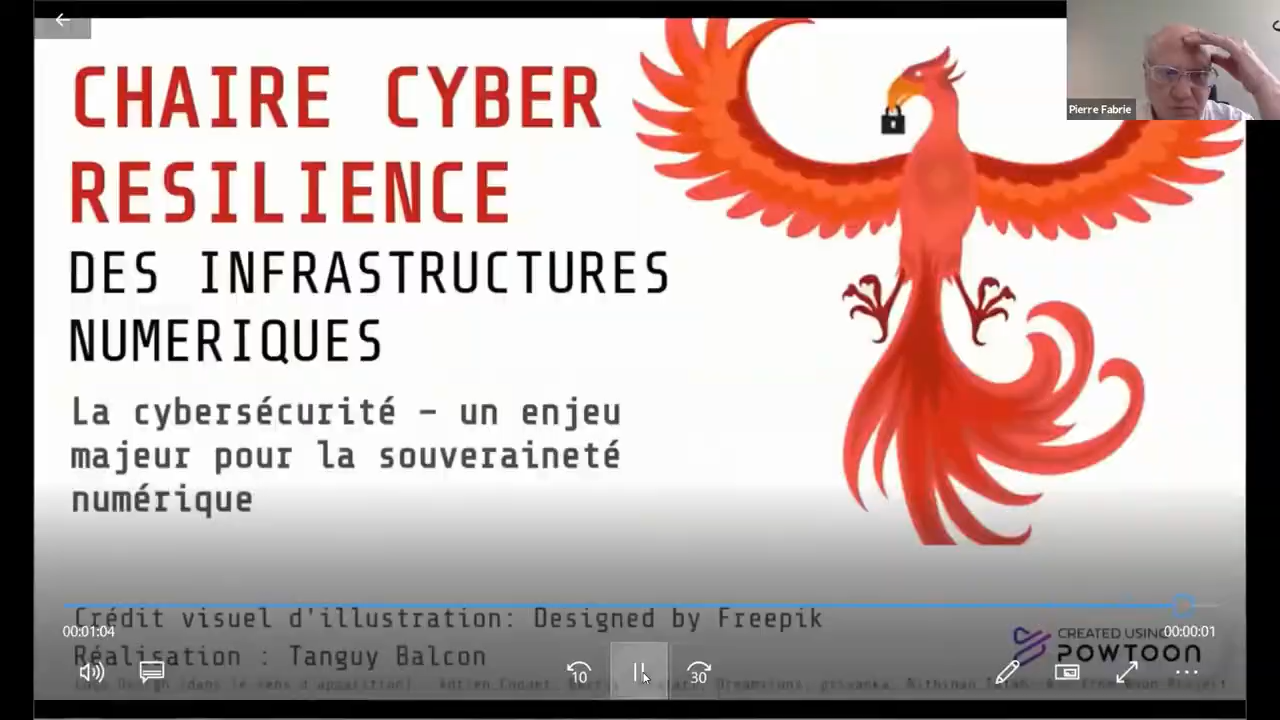 CHAIRE CYBER
RESILIENCE
DES INFRASTRUCTURES
NUMERIQUES
La cybersécurité – un enjeu
majeur pour la souveraineté
numérique
Pierre Fabrie
Crédit visuel d'illustration: Designed by Freepik
00:01:04
00:00:01
Réalisation : Tanguy Balcon
CREATED USING
POWTOON
10
30